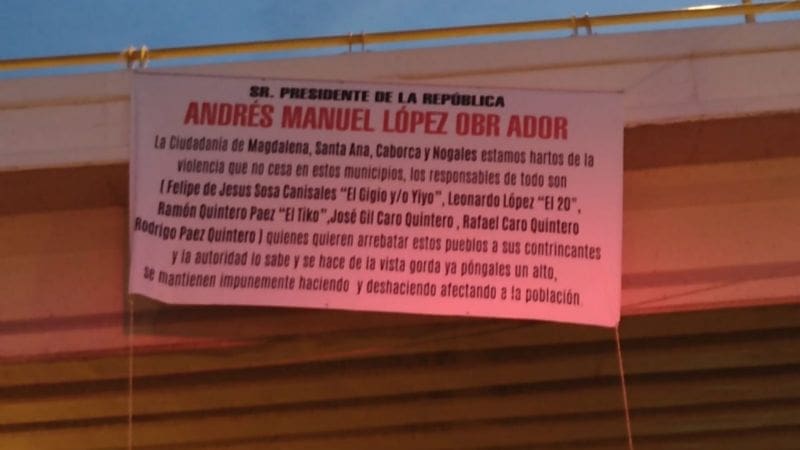 SR. PRESIDENTE DE LA REPÚBLICA
ANDRÉS MANUEL LÓPEZ OBR ADOR
La Ciudadanía de Magdalena, Santa Ana, Caborca y Nogales estamos hartos de la
violencia que no cesa en estos municipios, los responsables de todo son
( Felipe de Jesus Sosa Canisales "El Gigio y/o Yiyo", Leonardo López "El 20",
Ramón Quintero Paez "El Tiko",José Gil Caro Quintero , Rafael Caro Quintero
Rodrigo Paez Quintero ) quienes quieren arrebatar estos pueblos a sus contrincantes
y la autoridad lo sabe y se hace de la vista gorda ya póngales un alto,
se mantienen impunemente haciendo y deshaciendo afectando a la población.